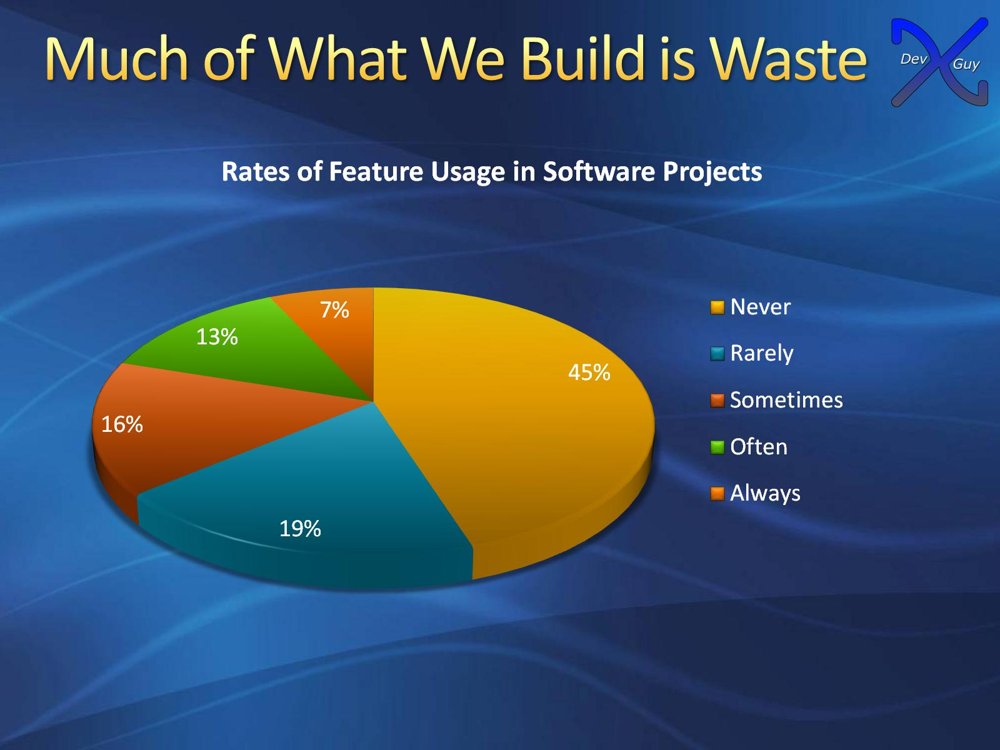 Much of What We Build is Waste
Dev Guy
Rates of Feature Usage in Software Projects
7%
13%
45%
16%
19%
Never
Rarely
Sometimes
Often
Always